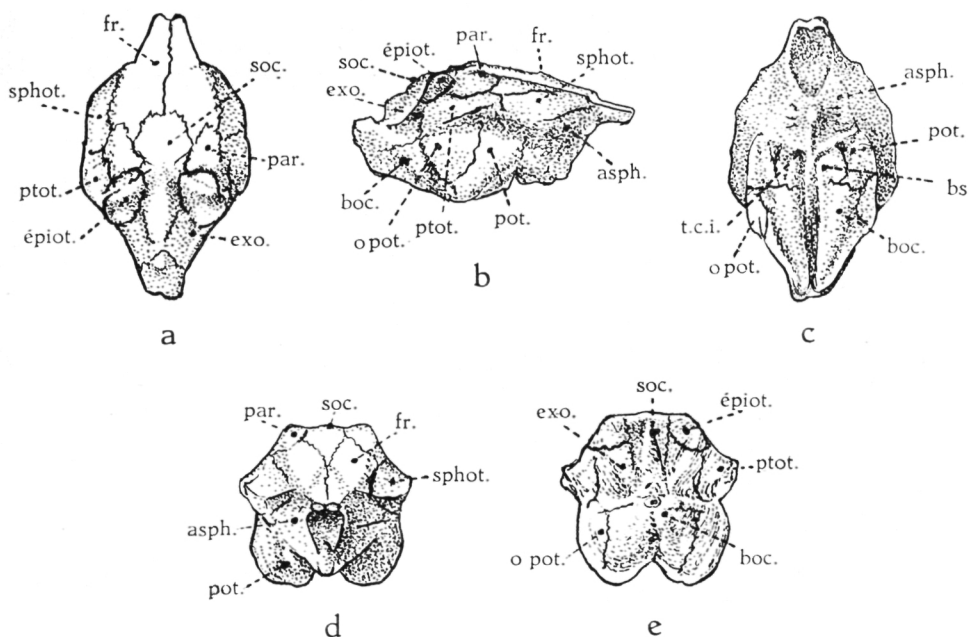 fr.
soc.
sphot.
par.
ptot.
épiot.
exo.
a
par.
fr.
épiot.
sphot.
soc.
exo.
asph.
boc.
pot.
ptot.
o pot.
b
asph.
pot.
bs
t.c.i.
boc.
o pot.
c
soc.
par.
fr.
sphot.
asph.
pot.
d
soc.
épiot.
exo.
ptot.
o pot.
boc.
e